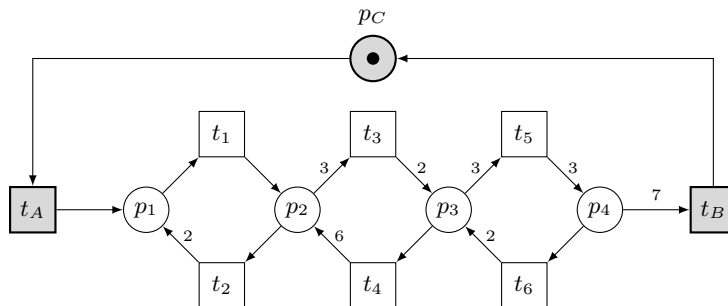 p_C
t_1 t_3 t_5
3 2 3 3
t_A p_1 p_2 p_3 p_4 7 t_B
2 6 2
t_2 t_4 t_6